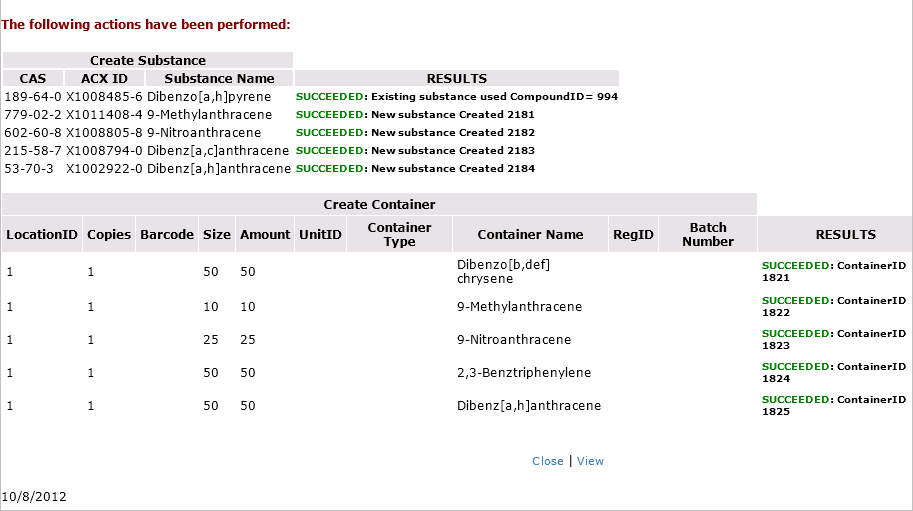 The following actions have been performed:
Create Substance
CAS ACX ID Substance Name RESULTS
189-64-0 X1008485-6 Dibenzo[a,h]pyrene SUCCEEDED: Existing substance used CompoundID= 994
779-02-2 X1011408-4 9-Methylanthracene SUCCEEDED: New substance Created 2181
602-60-8 X1008805-8 9-Nitroanthracene SUCCEEDED: New substance Created 2182
215-58-7 X1008794-0 Dibenz[a,c]anthracene SUCCEEDED: New substance Created 2183
53-70-3 X1002922-0 Dibenz[a,h]anthracene SUCCEEDED: New substance Created 2184
Create Container
LocationID Copies Barcode Size Amount UnitID Container Type Container Name RegID Batch Number RESULTS
1 1 50 50 Dibenzo[b,def] chrysene SUCCEEDED: ContainerID 1821
1 1 10 10 9-Methylanthracene SUCCEEDED: ContainerID 1822
1 1 25 25 9-Nitroanthracene SUCCEEDED: ContainerID 1823
1 1 50 50 2,3-Benztriphenylene SUCCEEDED: ContainerID 1824
1 1 50 50 Dibenz[a,h]anthracene SUCCEEDED: ContainerID 1825
Close | View
10/8/2012